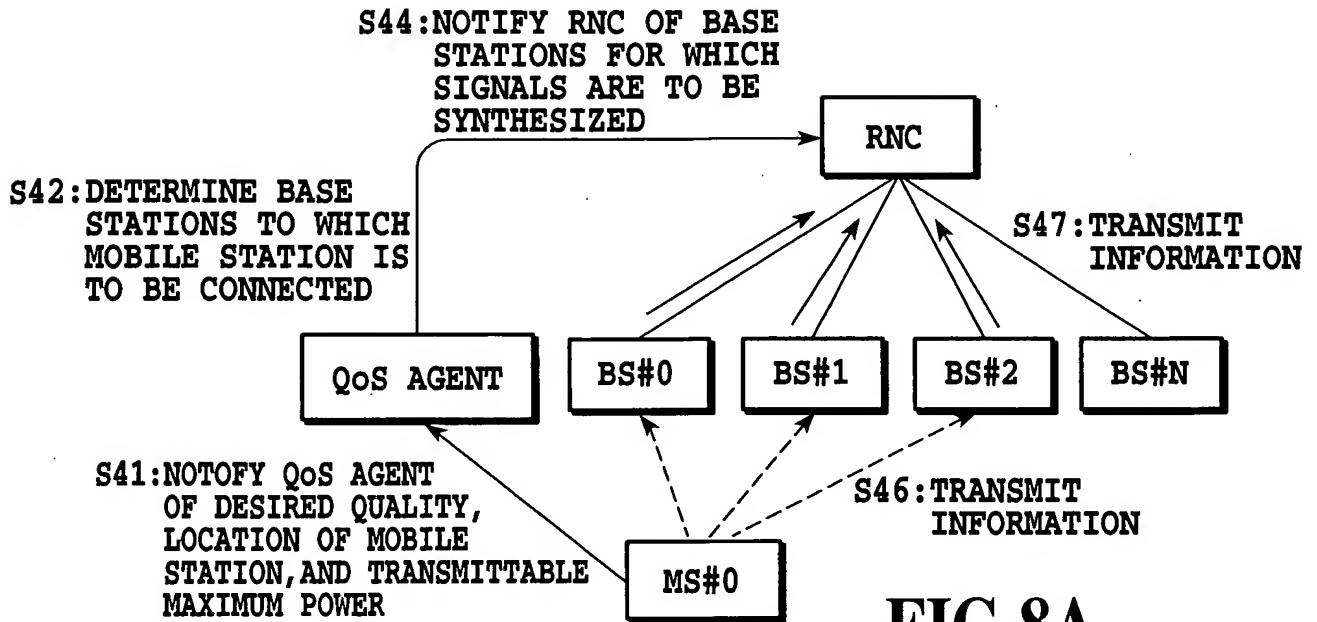 S44:NOTIFY RNC OF BASE
STATIONS FOR WHICH
SIGNALS ARE TO BE
SYNTHESIZED
RNC
S42:DETERMINE BASE
STATIONS TO WHICH
MOBILE STATION IS
TO BE CONNECTED
S47:TRANSMIT
INFORMATION
QoS AGENT
BS#0
BS#1
BS#2
BS#N
S41:NOTOFY QoS AGENT
OF DESIRED QUALITY,
LOCATION OF MOBILE
STATION,AND TRANSMITTABLE
MAXIMUM POWER
S46:TRANSMIT
INFORMATION
MS#0
FIG.8A